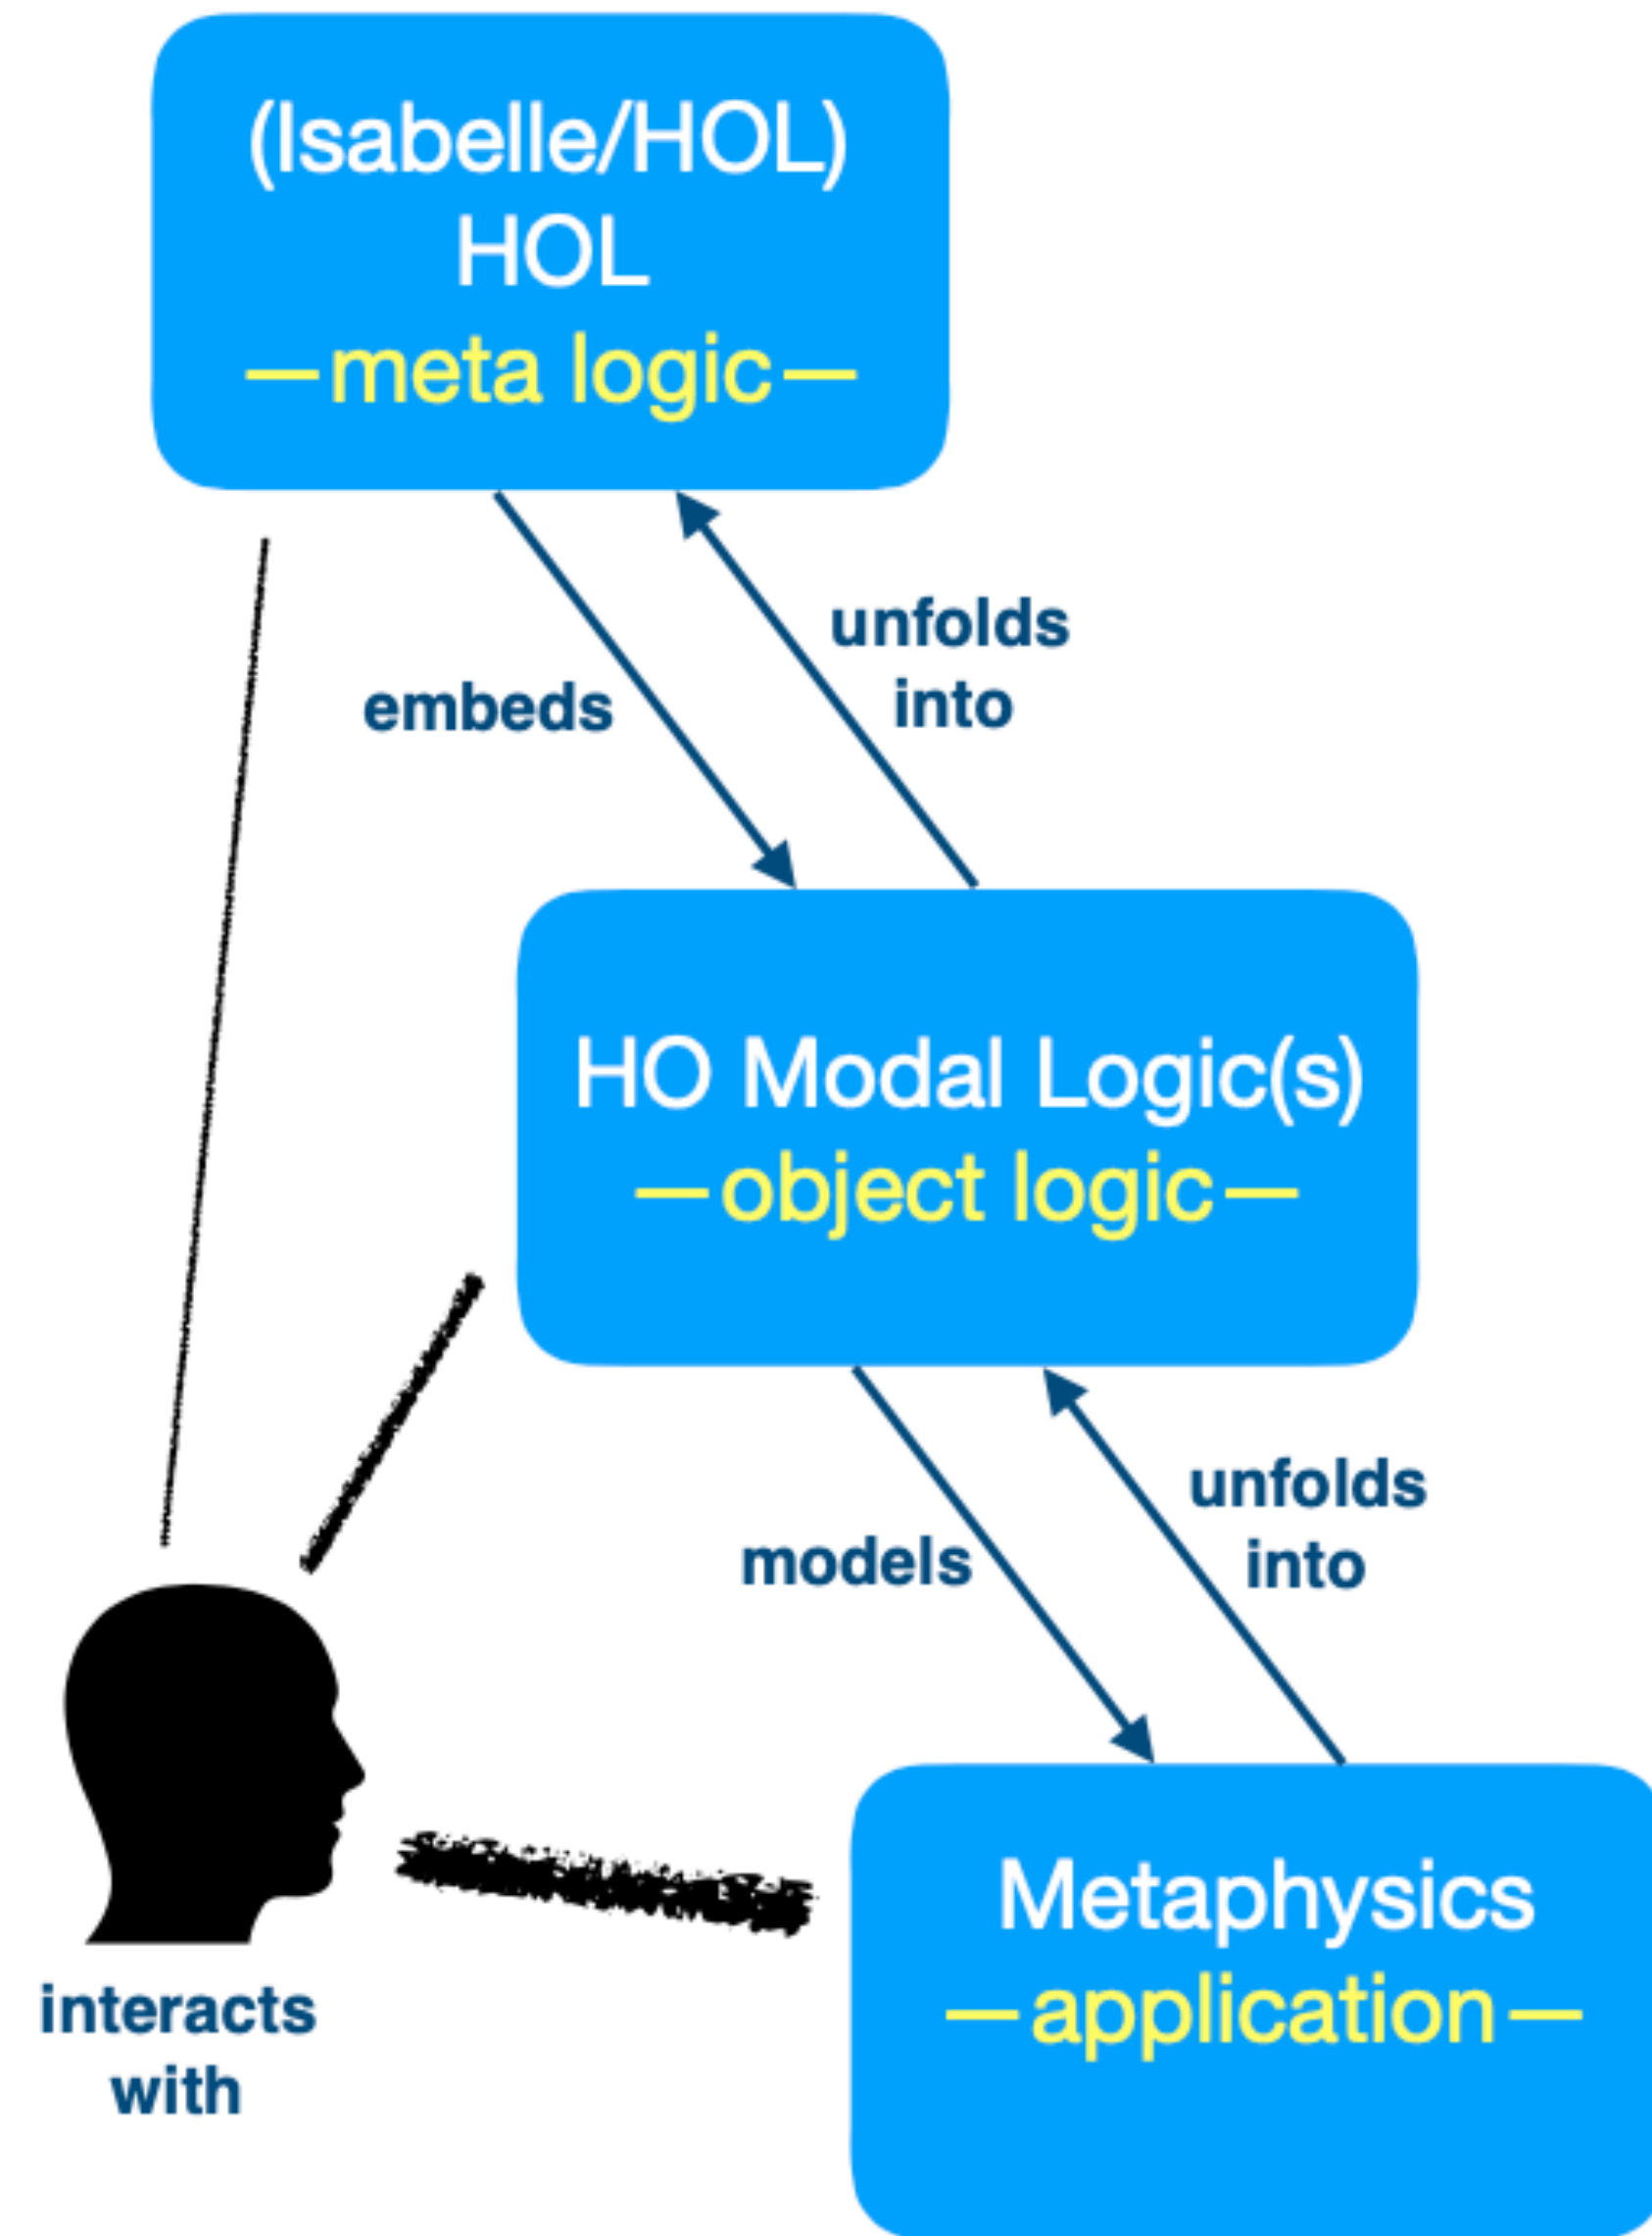 (Isabelle/HOL)
HOL
—meta logic—
embeds
unfolds
into
HO Modal Logic(s)
—object logic—
models
unfolds
into
Metaphysics
—application—
interacts
with